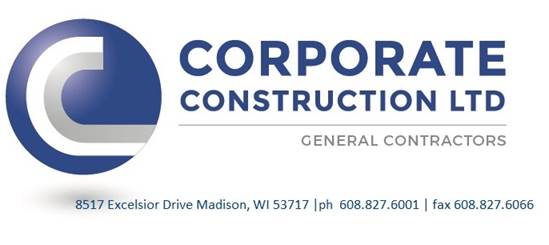 CORPORATE
CONSTRUCTION LTD
GENERAL CONTRACTORS
8517 Excelsior Drive Madison, WI 53717 |ph  608.827.6001 | fax 608.827.6066